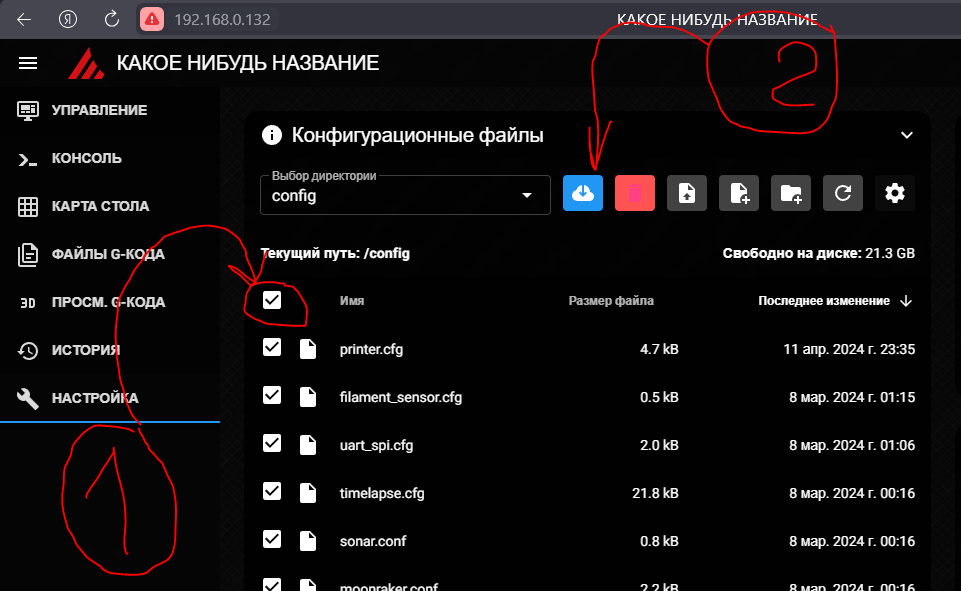 192.168.0.132 КАКОЕ НИБУДЬ НАЗВАНИЕ
КАКОЕ НИБУДЬ НАЗВАНИЕ
2
УПРАВЛЕНИЕ
КОНСОЛЬ
КАРТА СТОЛА
ФАЙЛЫ G-КОДА
3D ПРОСМ. G-КОДА
ИСТОРИЯ
НАСТРОЙКА
1
Конфигурационные файлы
Выбор директории
config
Текущий путь: /config Свободно на диске: 21.3 GB
Имя Размер файла Последнее изменение
printer.cfg 4.7 kB 11 апр. 2024 г. 23:35
filament_sensor.cfg 0.5 kB 8 мар. 2024 г. 01:15
uart_spi.cfg 2.0 kB 8 мар. 2024 г. 01:06
timelapse.cfg 21.8 kB 8 мар. 2024 г. 00:16
sonar.conf 0.8 kB 8 мар. 2024 г. 00:16
moonraker.conf 2.2 kB 8 мар. 2024 г. 00:16